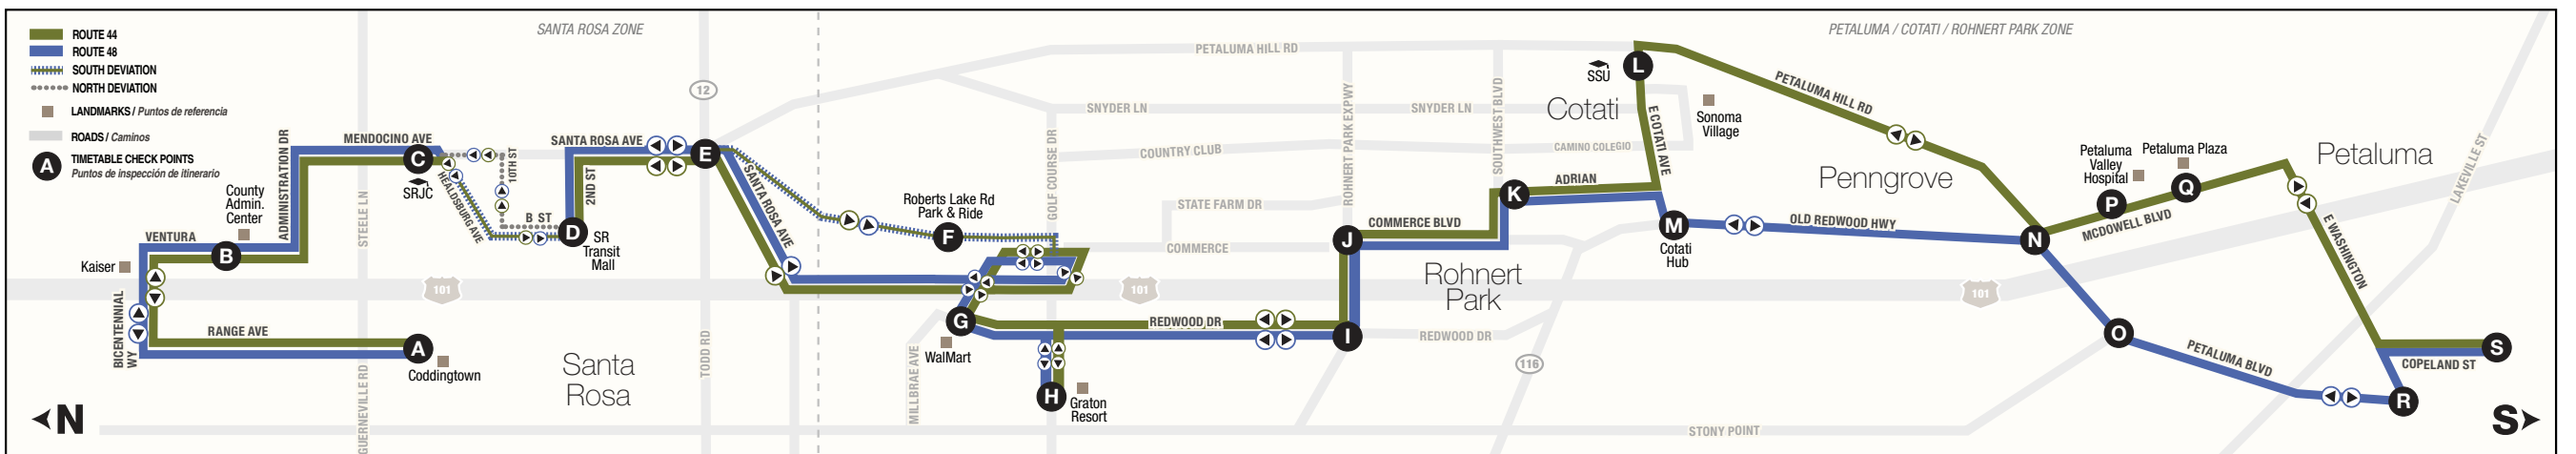 SANTA ROSA ZONE
PETALUMA / COTATI / ROHNERT PARK ZONE
ROUTE 44
ROUTE 48
SOUTH DEVIATION
NORTH DEVIATION
LANDMARKS / Puntos de referencia
ROADS / Caminos
A
TIMETABLE CHECK POINTS
Puntos de inspección de itinerario
Kaiser
BICENTENNIAL
WY
VENTURA
B
County
Admin.
Center
ADMINISTRATION DR
RANGE AVE
A
Coddingtown
STEELE LN
GUERNEVILLE RD
MENDOCINO AVE
C
SRJC
101
HEALDSBURG AVE
10TH ST
B ST
D
SR
Transit
Mall
2ND ST
SANTA ROSA AVE
Santa
Rosa
12
E
TODD RD
SANTA ROSA AVE
Roberts Lake Rd
Park & Ride
F
G
WalMart
MILLBRAE AVE
H
Graton
Resort
GOLF COURSE DR
PETALUMA HILL RD
SNYDER LN
SNYDER LN
COUNTRY CLUB
STATE FARM DR
COMMERCE
101
REDWOOD DR
I
J
ROHNERT PARK EXPWY
COMMERCE BLVD
Rohnert
Park
REDWOOD DR
K
SOUTHWEST BLVD
ADRIAN
116
Cotati
CAMINO COLEGIO
SSU
L
E COTATI AVE
Sonoma
Village
M
Cotati
Hub
PETALUMA HILL RD
Penngrove
OLD REDWOOD HWY
STONY POINT
101
N
Petaluma
Valley
Hospital
P
Petaluma Plaza
Q
MCDOWELL BLVD
O
PETALUMA BLVD
R
E WASHINGTON
Petaluma
LAKEVILLE ST
COPELAND ST
S
N
S